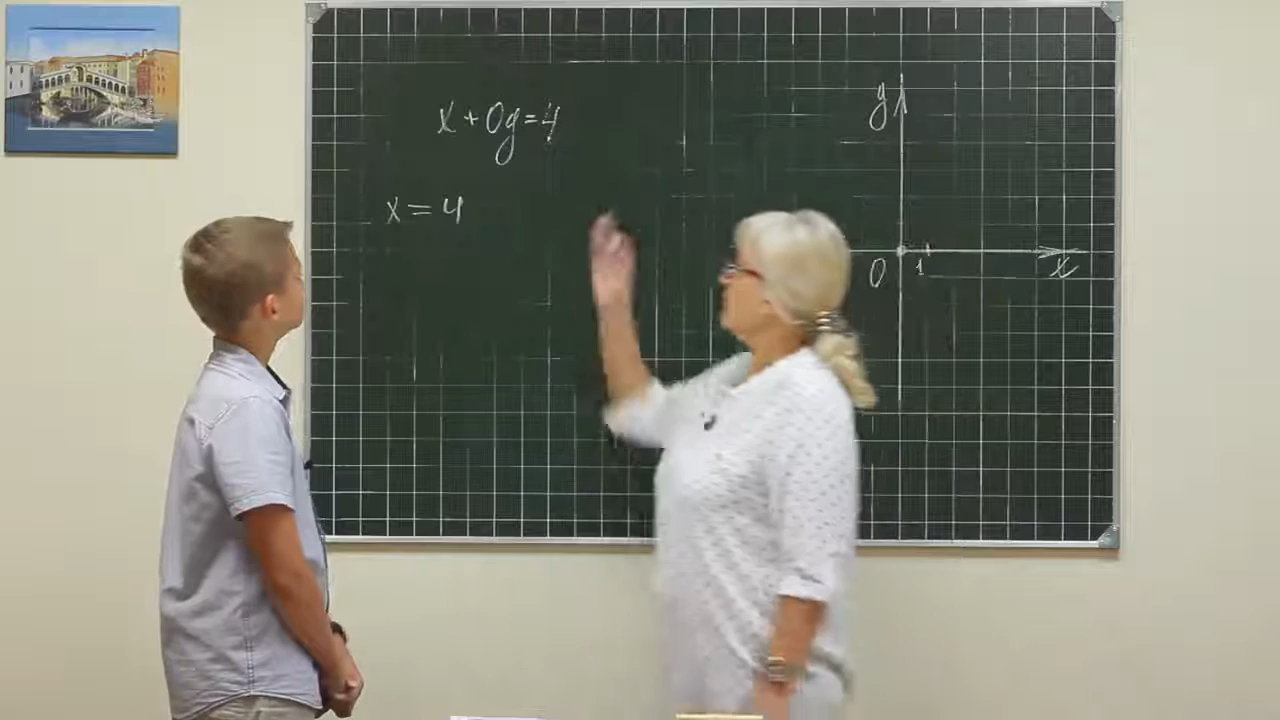 x + 0y = 4
x = 4
y
0 1 x